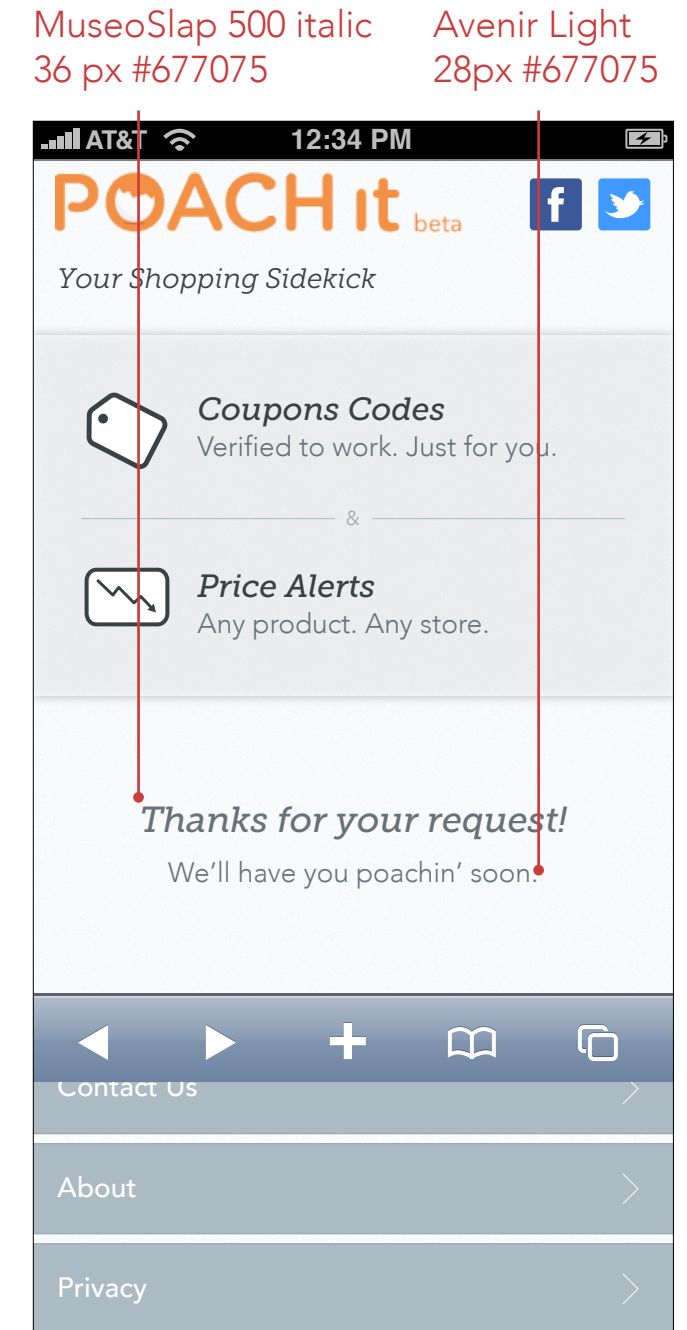 MuseoSlap 500 italic
36 px #677075
Avenir Light
28px #677075
AT&T
12:34 PM
POACH it beta
f
Your Shopping Sidekick
Coupons Codes
Verified to work. Just for you.
&
Price Alerts
Any product. Any store.
Thanks for your request!
We'll have you poachin' soon.
Contact Us
About
Privacy